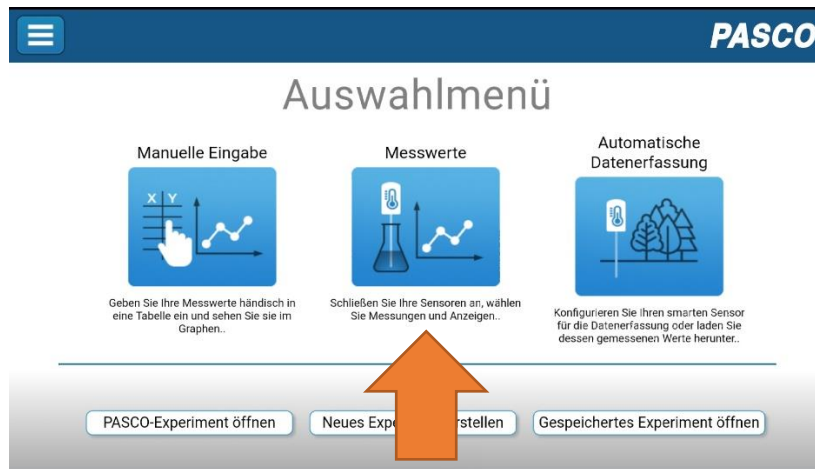 PASCO
Auswahlmenü
Manuelle Eingabe
X Y
Geben Sie Ihre Messwerte händisch in
eine Tabelle ein und sehen Sie sie im
Graphen..
Messwerte
Schließen Sie Ihre Sensoren an, wählen
Sie Messungen und Anzeigen..
Automatische
Datenerfassung
Konfigurieren Sie Ihren smarten Sensor
für die Datenerfassung oder laden Sie
dessen gemessenen Werte herunter..
PASCO-Experiment öffnen
Neues
Gespeichertes Experiment öffnen